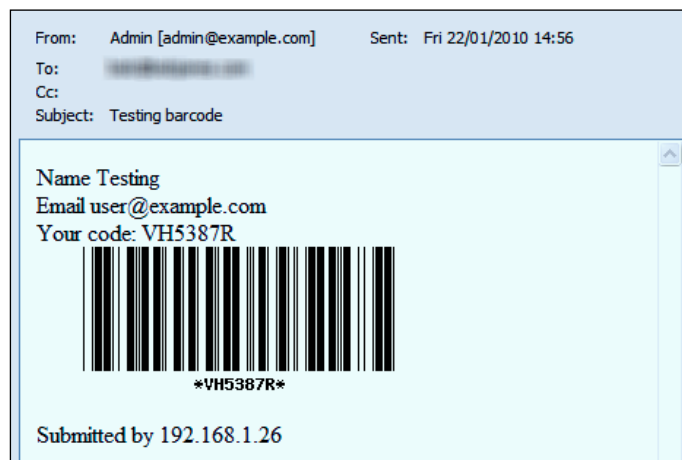 From: Admin [admin@example.com] Sent: Fri 22/01/2010 14:56
To:
Cc:
Subject: Testing barcode
Name Testing
Email user@example.com
Your code: VH5387R
*VH5387R*
Submitted by 192.168.1.26